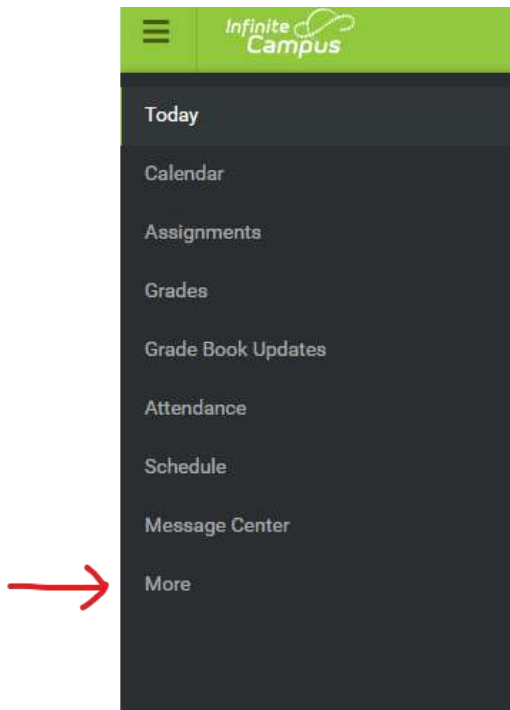 Infinite
Campus
Today
Calendar
Assignments
Grades
Grade Book Updates
Attendance
Schedule
Message Center
More